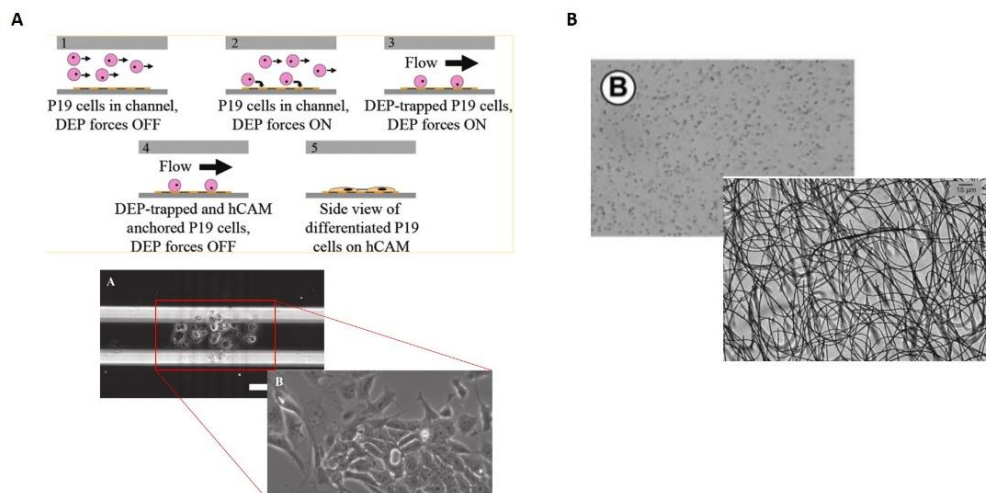 A
B
1
2
3
Flow
P19 cells in channel,
DEP forces OFF
P19 cells in channel,
DEP forces ON
DEP-trapped P19 cells,
DEP forces ON
4
5
Flow
DEP-trapped and hCAM
anchored P19 cells,
DEP forces OFF
Side view of
differentiated P19
cells on hCAM
A
B
B
15 µm